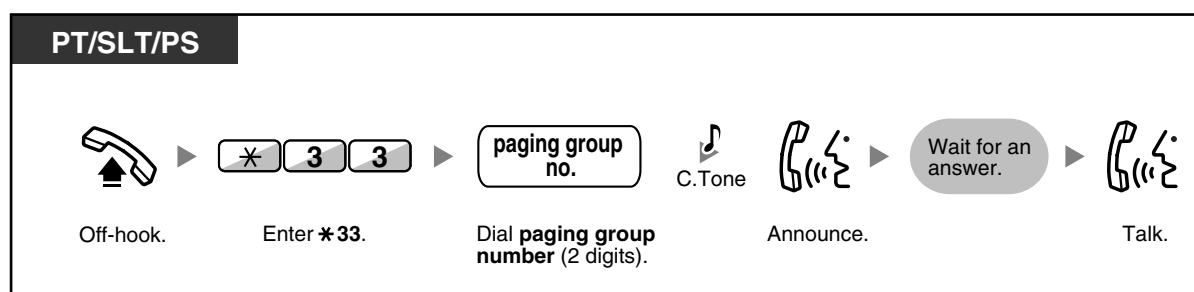 PT/SLT/PS
✳ 3 3
paging group
no.
C.Tone
Wait for an
answer.
Off-hook.
Enter ✳33.
Dial paging group
number (2 digits).
Announce.
Talk.